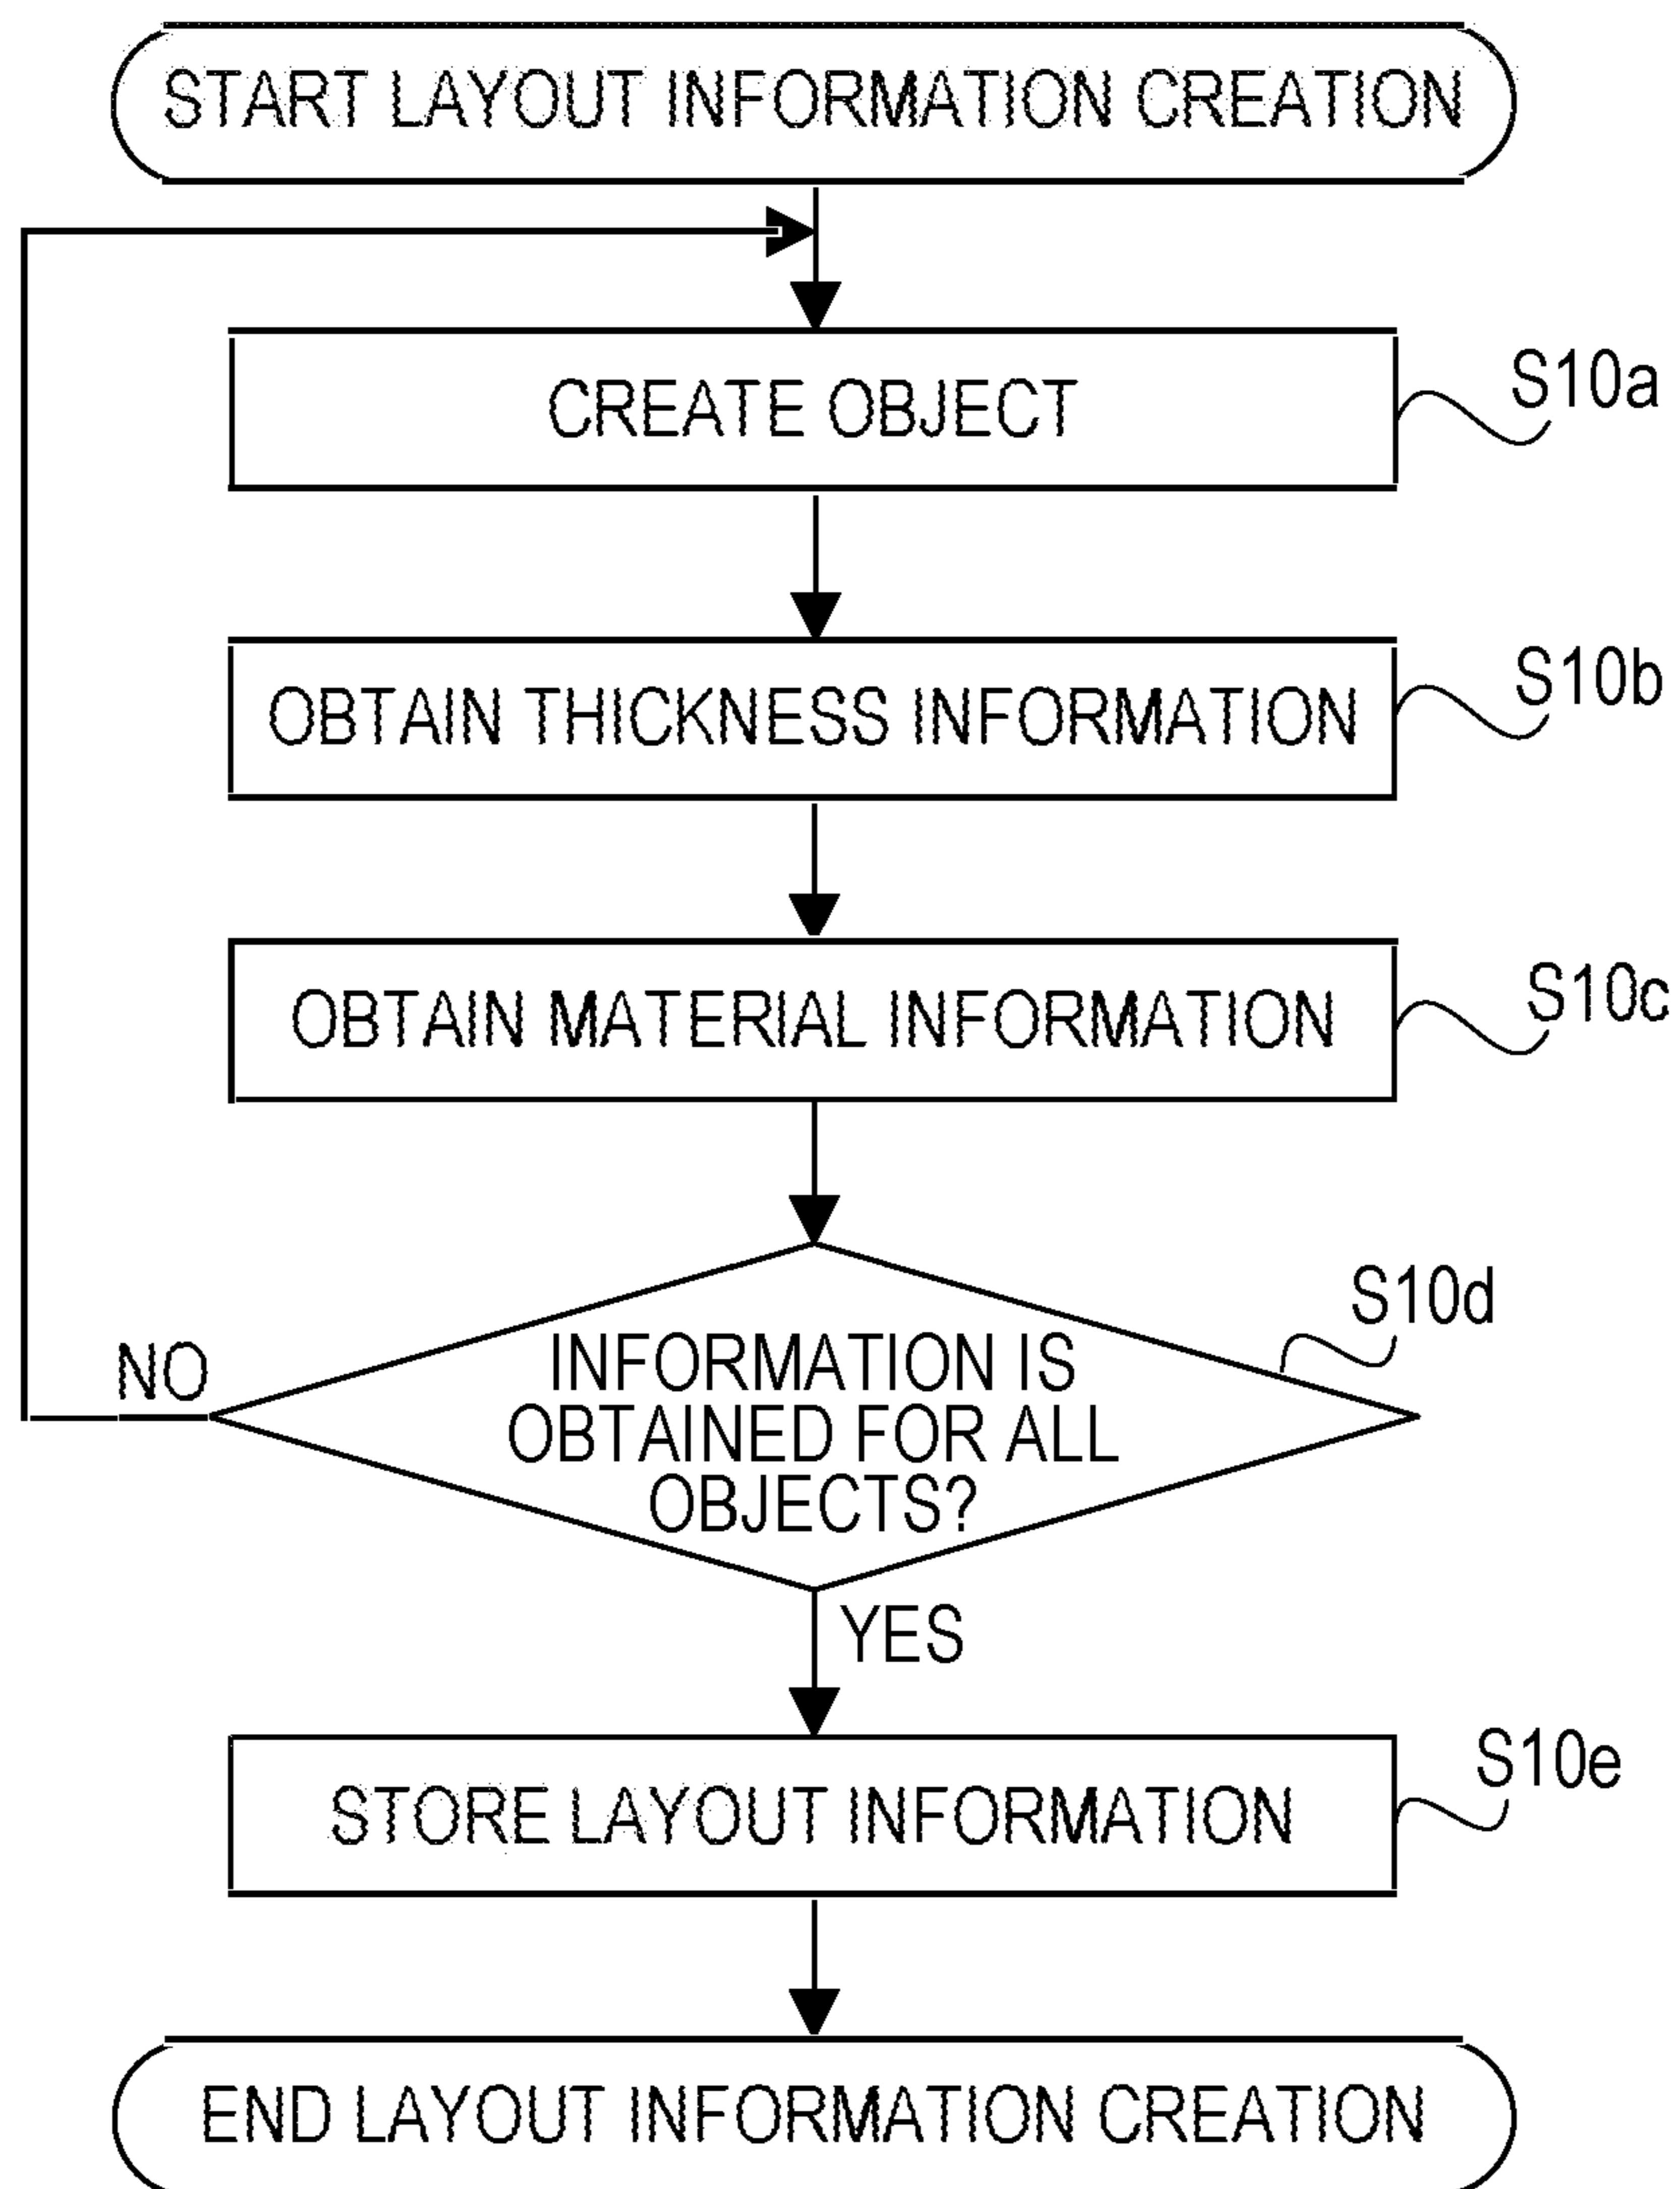 START LAYOUT INFORMATION CREATION
CREATE OBJECT
S10a
OBTAIN THICKNESS INFORMATION
S10b
OBTAIN MATERIAL INFORMATION
S10c
S10d
NO
INFORMATION IS
OBTAINED FOR ALL
OBJECTS?
YES
STORE LAYOUT INFORMATION
S10e
END LAYOUT INFORMATION CREATION